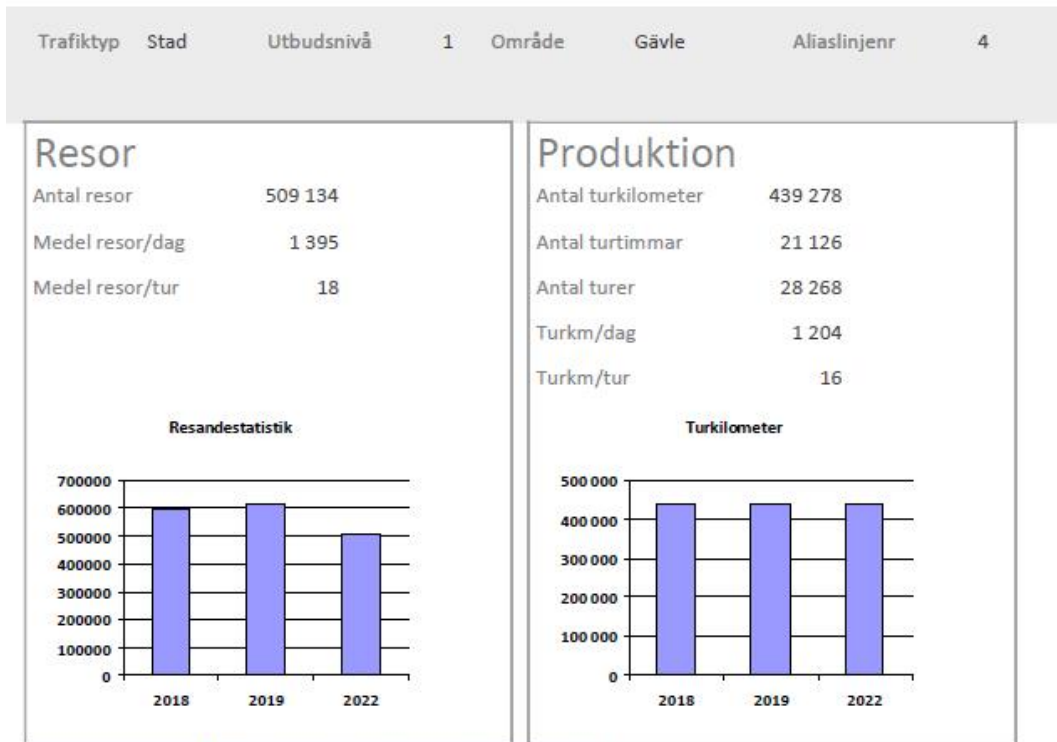 Trafiktyp Stad Utbudsnivå 1 Område Gävle Aliaslinjenr 4
Resor
Antal resor 509 134
Medel resor/dag 1 395
Medel resor/tur 18
Resandestatistik
700000
600000
500000
400000
300000
200000
100000
0
2018 2019 2022
Produktion
Antal turkilometer 439 278
Antal turtimmar 21 126
Antal turer 28 268
Turkm/dag 1 204
Turkm/tur 16
Turkilometer
500 000
400 000
300 000
200 000
100 000
0
2018 2019 2022